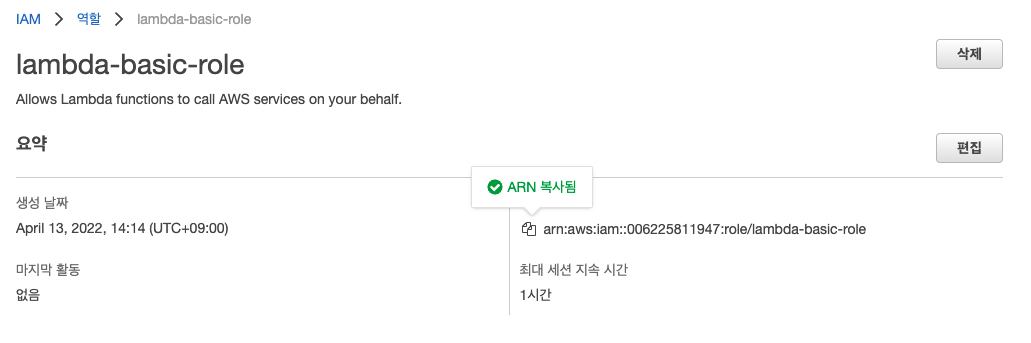 IAM > 역할 > lambda-basic-role
lambda-basic-role
삭제
Allows Lambda functions to call AWS services on your behalf.
요약
편집
ARN 복사됨
생성 날짜
April 13, 2022, 14:14 (UTC+09:00)
arn:aws:iam::006225811947:role/lambda-basic-role
마지막 활동
없음
최대 세션 지속 시간
1시간